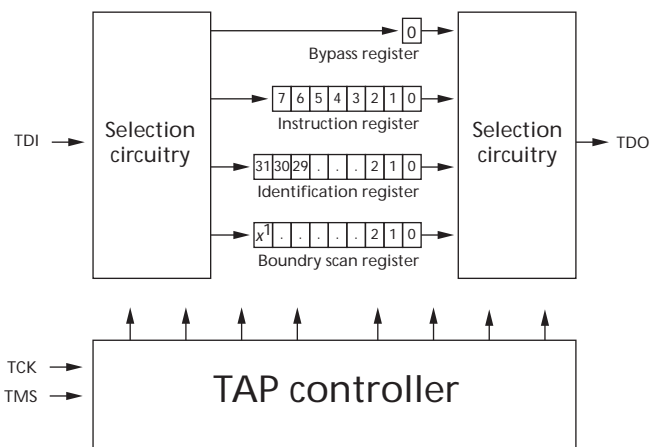 0
Bypass register
7 6 5 4 3 2 1 0
Instruction register
TDI
Selection
circuitry
Selection
circuitry
TDO
31 30 29 . . . 2 1 0
Identification register
x1 . . . . . 2 1 0
Boundry scan register
TCK
TMS
TAP controller